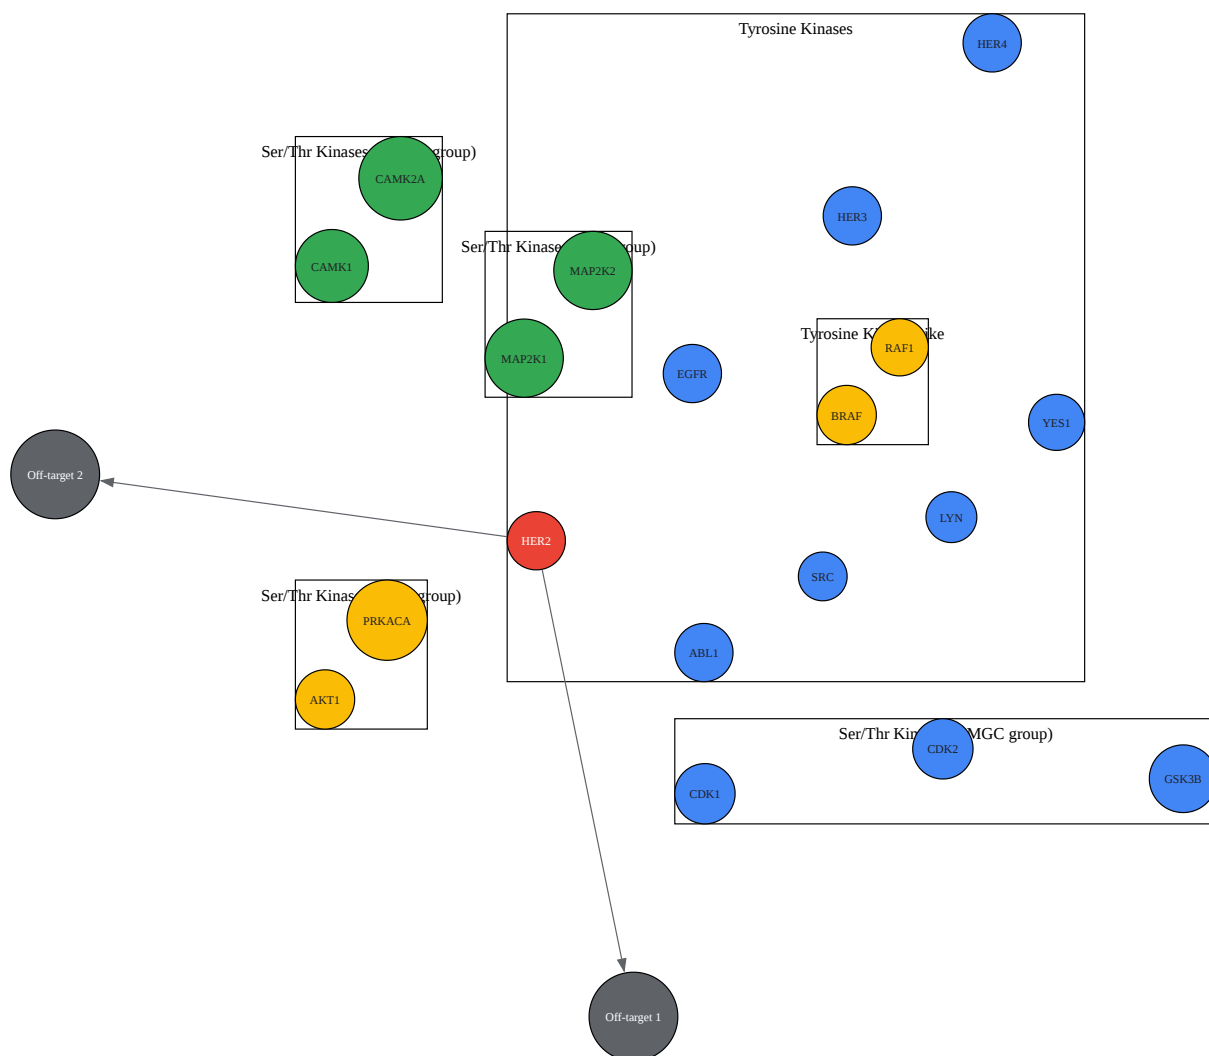 Tyrosine Kinases
HER4
Ser/Thr Kinases group)
CAMK2A
HER3
Ser/Thr Kinase oup)
CAMK1
MAP2K2
Tyrosine K ike
RAF1
MAP2K1
EGFR
BRAF
YES1
Off-target 2
LYN
HER2
SRC
Ser/Thr Kinas group)
PRKACA
ABL1
AKT1
Ser/Thr Kin MGC group)
CDK2
GSK3B
CDK1
Off-target 1